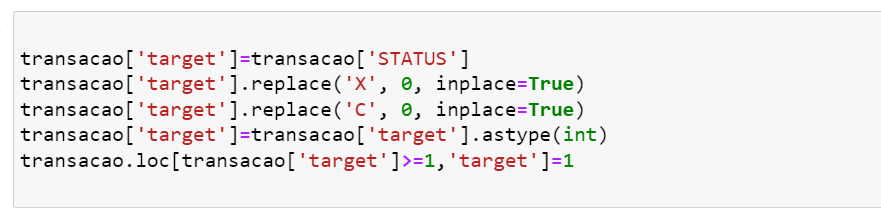 transacao['target']=transacao['STATUS']
transacao['target'].replace('X', 0, inplace=True)
transacao['target'].replace('C', 0, inplace=True)
transacao['target']=transacao['target'].astype(int)
transacao.loc[transacao['target']>=1,'target']=1